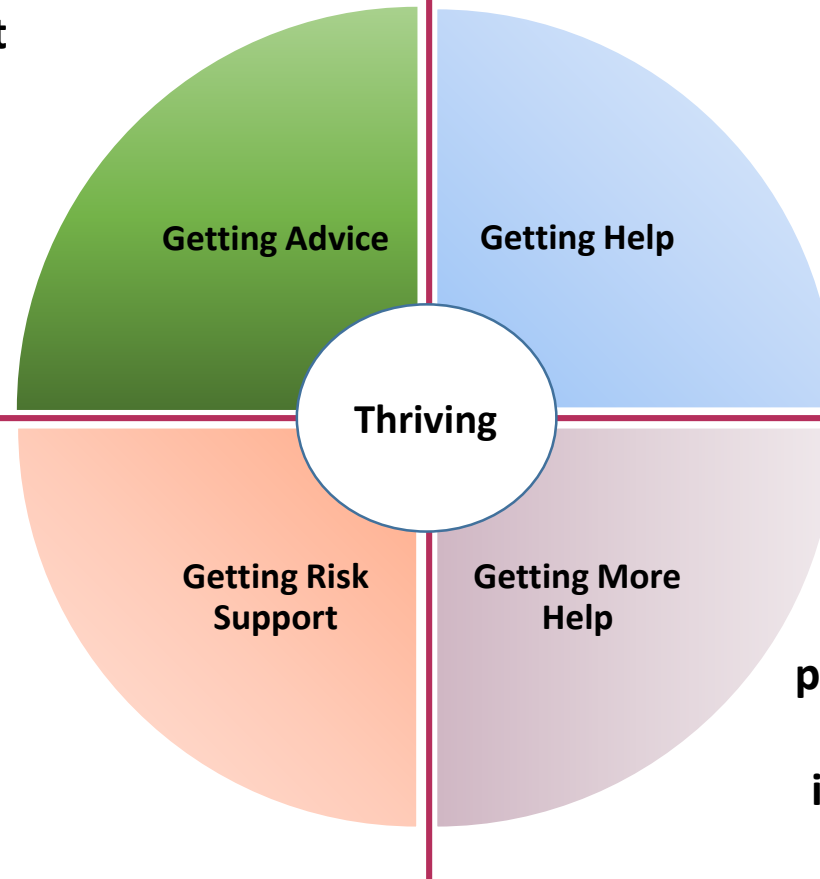 t
Getting Advice
Getting Help
Thriving
Getting Risk
Support
Getting More
Help
p
i